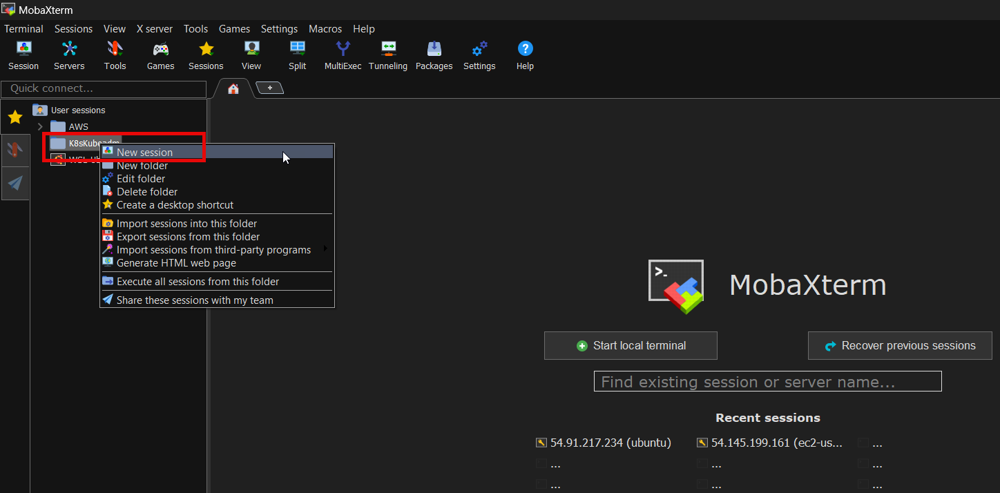 MobaXterm
Terminal Sessions View X server Tools Games Settings Macros Help
Session Servers Tools Games Sessions View Split MultiExec Tunneling Packages Settings Help
Quick connect...
User sessions
AWS
K8sKubeadm
New session
New folder
Edit folder
Delete folder
Create a desktop shortcut
Import sessions into this folder
Export sessions from this folder
Import sessions from third-party programs
Generate HTML web page
Execute all sessions from this folder
Share these sessions with my team
MobaXterm
Start local terminal Recover previous sessions
Find existing session or server name...
Recent sessions
54.91.217.234 (ubuntu) 54.145.199.161 (ec2-us... ...
... ... ...
... ... ...